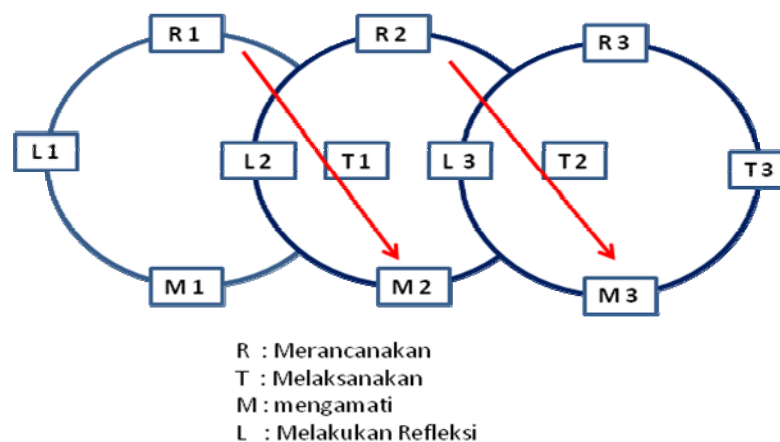 R 1 R 2 R 3
L 1 L 2 T 1 L 3 T 2 T 3
M 1 M 2 M 3
R : Merancanakan
T : Melaksanakan
M : mengamati
L : Melakukan Refleksi